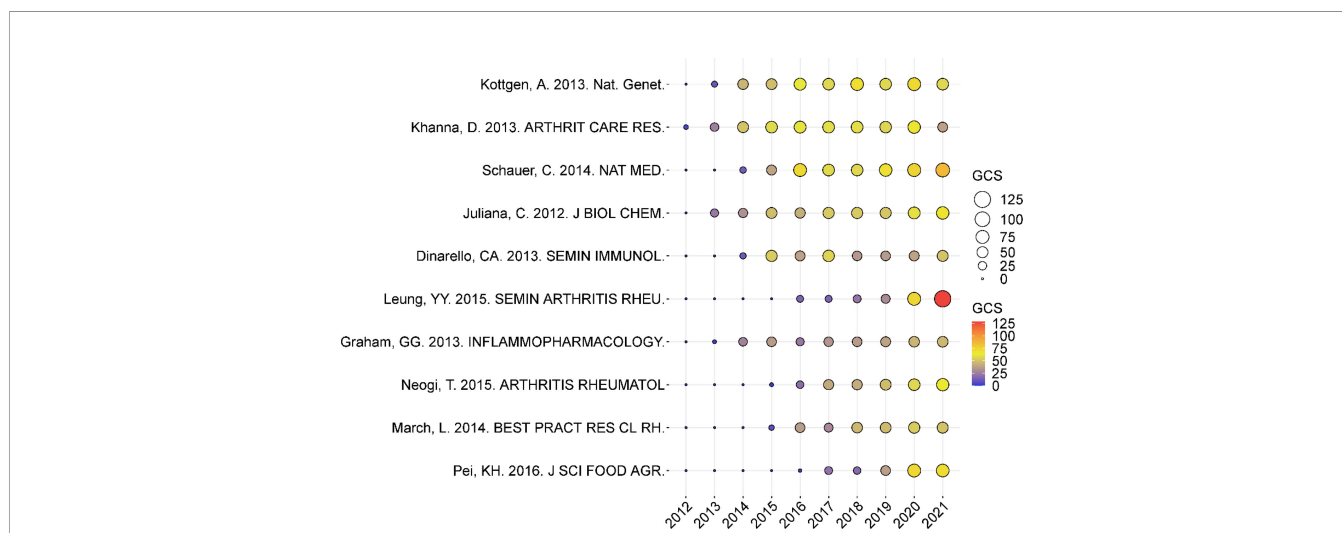 Kottgen, A. 2013. Nat. Genet.
Khanna, D. 2013. ARTHRIT CARE RES.
Schauer, C. 2014. NAT MED.
Juliana, C. 2012. J BIOL CHEM.
Dinarello, CA. 2013. SEMIN IMMUNOL.
Leung, YY. 2015. SEMIN ARTHRITIS RHEU.
Graham, GG. 2013. INFLAMMOPHARMACOLOGY.
Neogi, T. 2015. ARTHRITIS RHEUMATOL
March, L. 2014. BEST PRACT RES CL RH.
Pei, KH. 2016. J SCI FOOD AGR.
2012 2013 2014 2015 2016 2017 2018 2019 2020 2021
GCS
125
100
75
50
25
0
GCS
125
100
75
50
25
0